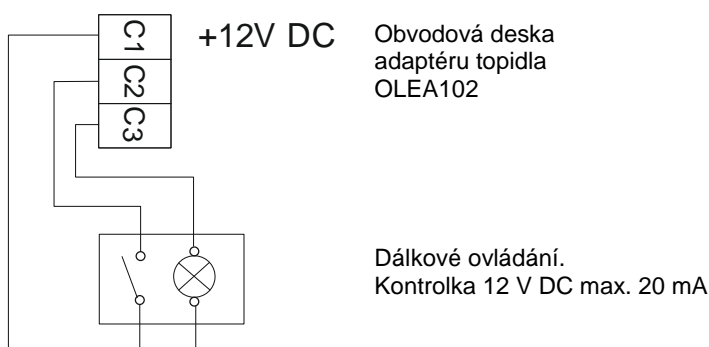 C1
+12V DC
C2
C3
Obvodová deska
adaptéru topidla
OLEA102
Dálkové ovládání.
Kontrolka 12 V DC max. 20 mA